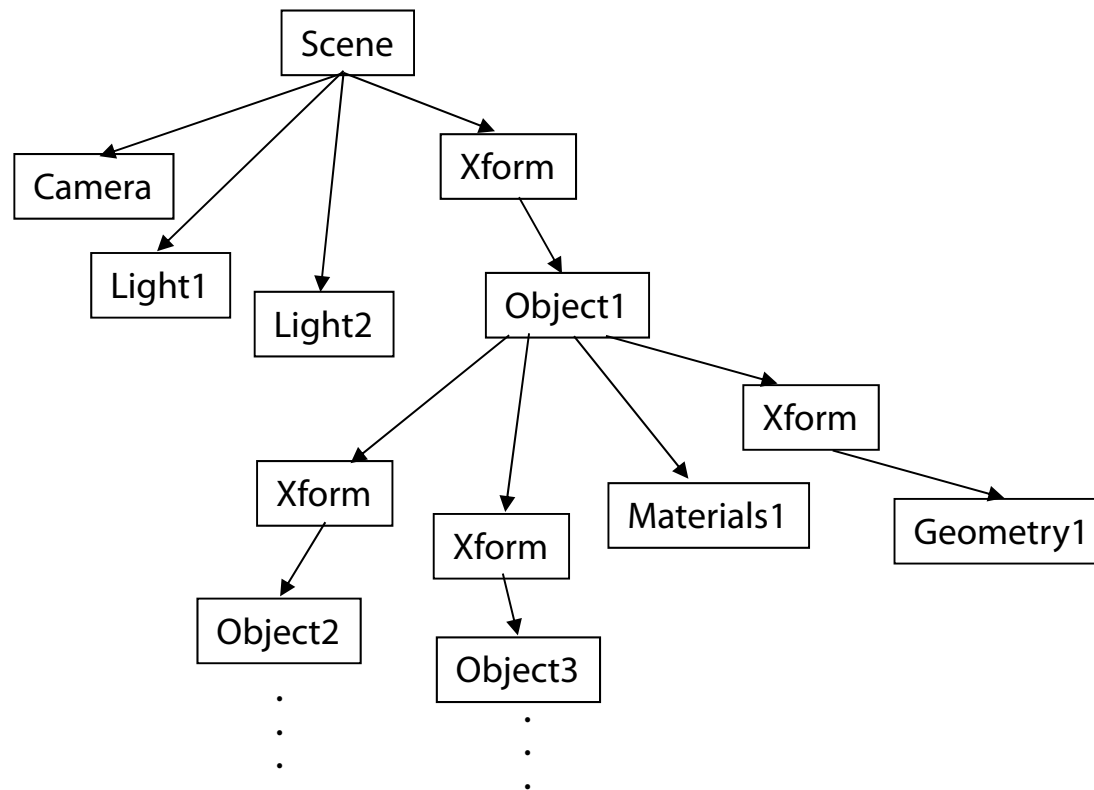 Scene
Camera
Xform
Light1
Light2
Object1
Xform
Xform
Materials1
Xform
Geometry1
Object2
Object3